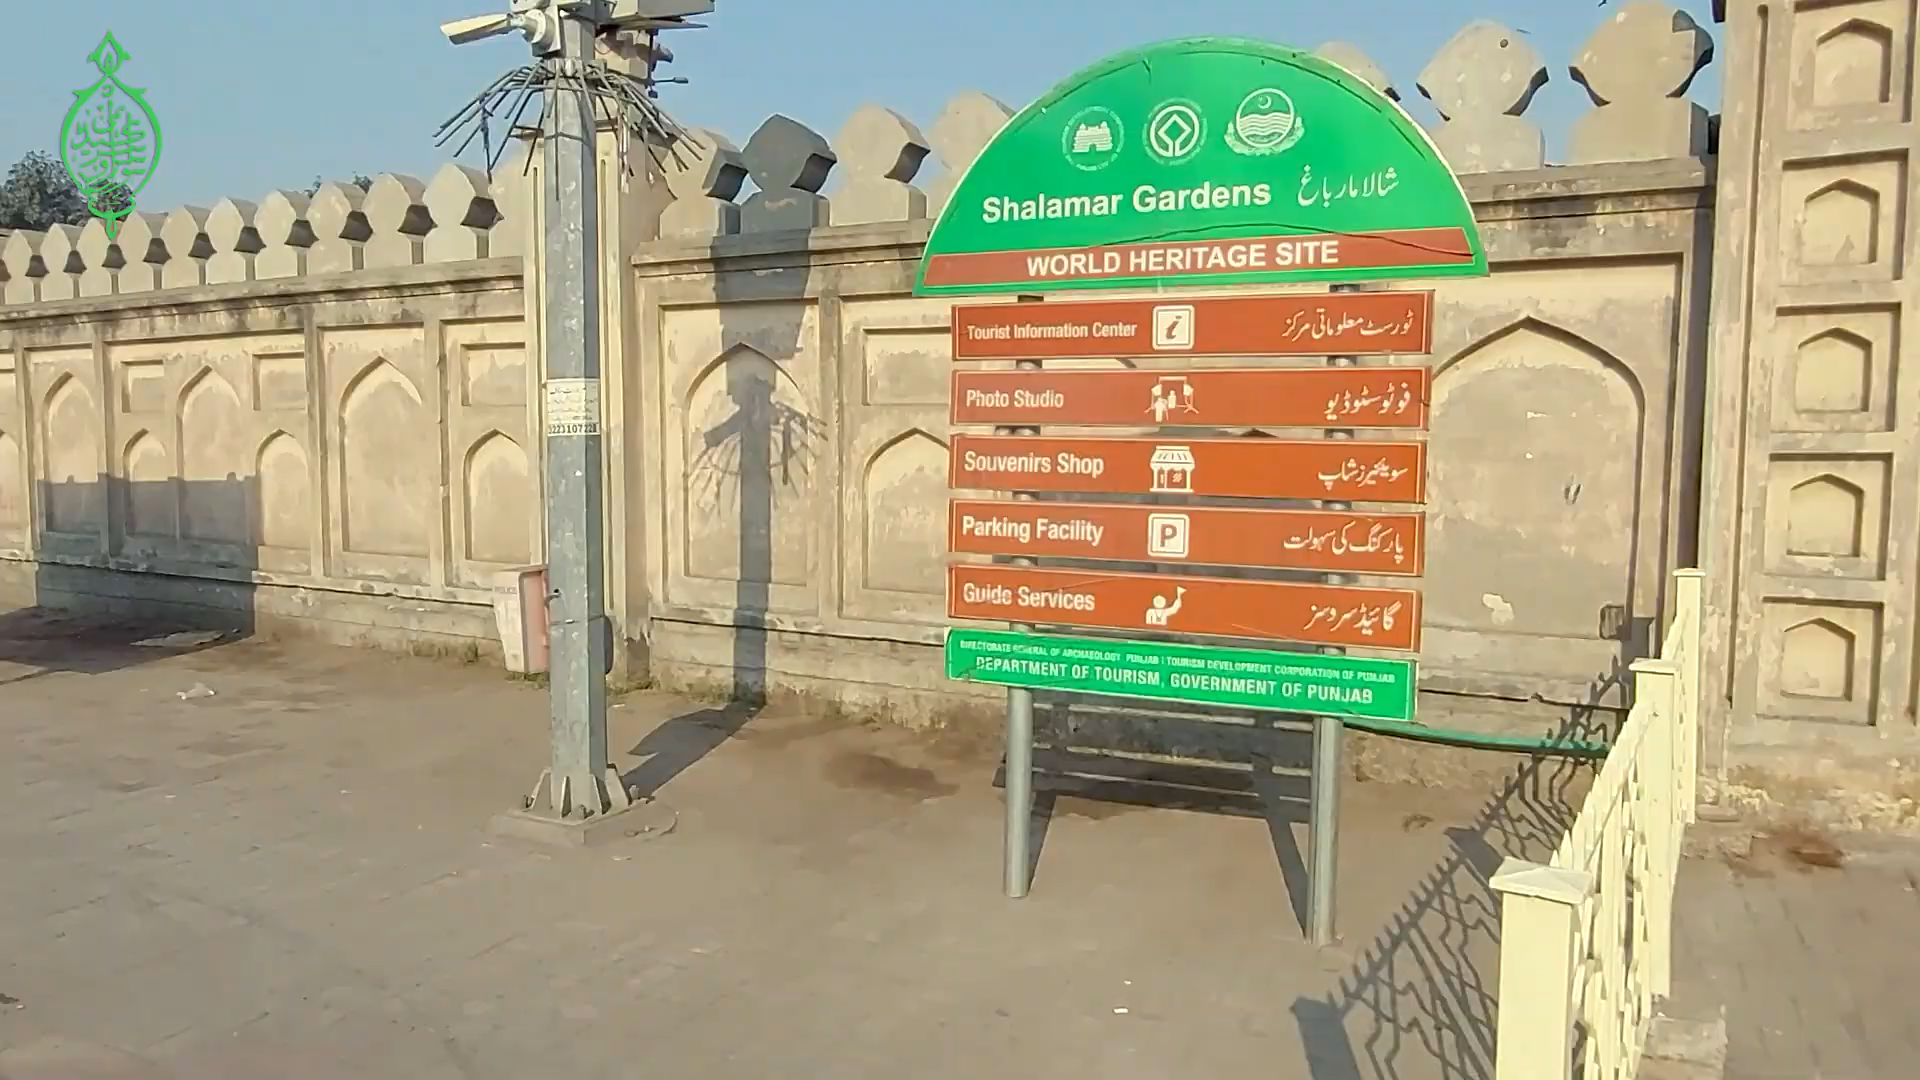 Shalamar Gardens شالامار باغ
WORLD HERITAGE SITE
Tourist Information Center i ٹورسٹ معلوماتی مرکز
Photo Studio فوٹو سٹوڈیو
Souvenirs Shop سوینیرز شاپ
Parking Facility P پارکنگ کی سہولت
Guide Services گائیڈ سروسز
DIRECTORATE GENERAL OF ARCHAEOLOGY PUNJAB | TOURISM DEVELOPMENT CORPORATION OF PUNJAB
DEPARTMENT OF TOURISM, GOVERNMENT OF PUNJAB